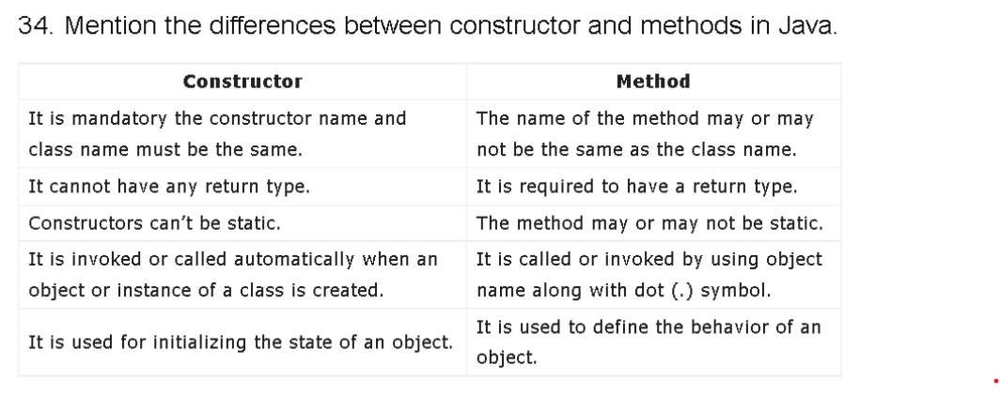 34. Mention the differences between constructor and methods in Java.
Constructor
Method
It is mandatory the constructor name and
class name must be the same.
The name of the method may or may
not be the same as the class name.
It cannot have any return type.
It is required to have a return type.
Constructors can't be static.
The method may or may not be static.
It is invoked or called automatically when an
object or instance of a class is created.
It is called or invoked by using object
name along with dot (.) symbol.
It is used for initializing the state of an object.
It is used to define the behavior of an
object.